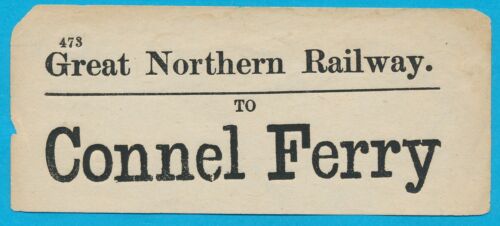 473
Great Northern Railway.
TO
Connel Ferry